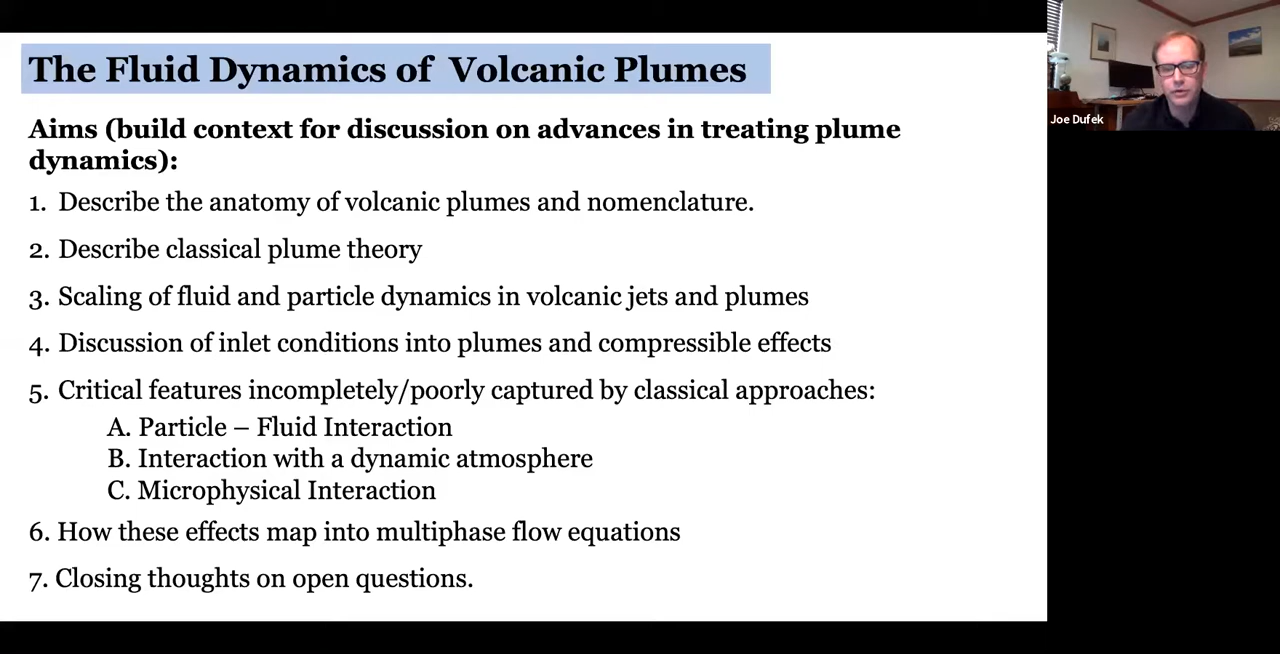 The Fluid Dynamics of Volcanic Plumes
Aims (build context for discussion on advances in treating plume
dynamics):
1. Describe the anatomy of volcanic plumes and nomenclature.
2. Describe classical plume theory
3. Scaling of fluid and particle dynamics in volcanic jets and plumes
4. Discussion of inlet conditions into plumes and compressible effects
5. Critical features incompletely/poorly captured by classical approaches:
A. Particle – Fluid Interaction
B. Interaction with a dynamic atmosphere
C. Microphysical Interaction
6. How these effects map into multiphase flow equations
7. Closing thoughts on open questions.
Joe Dufek